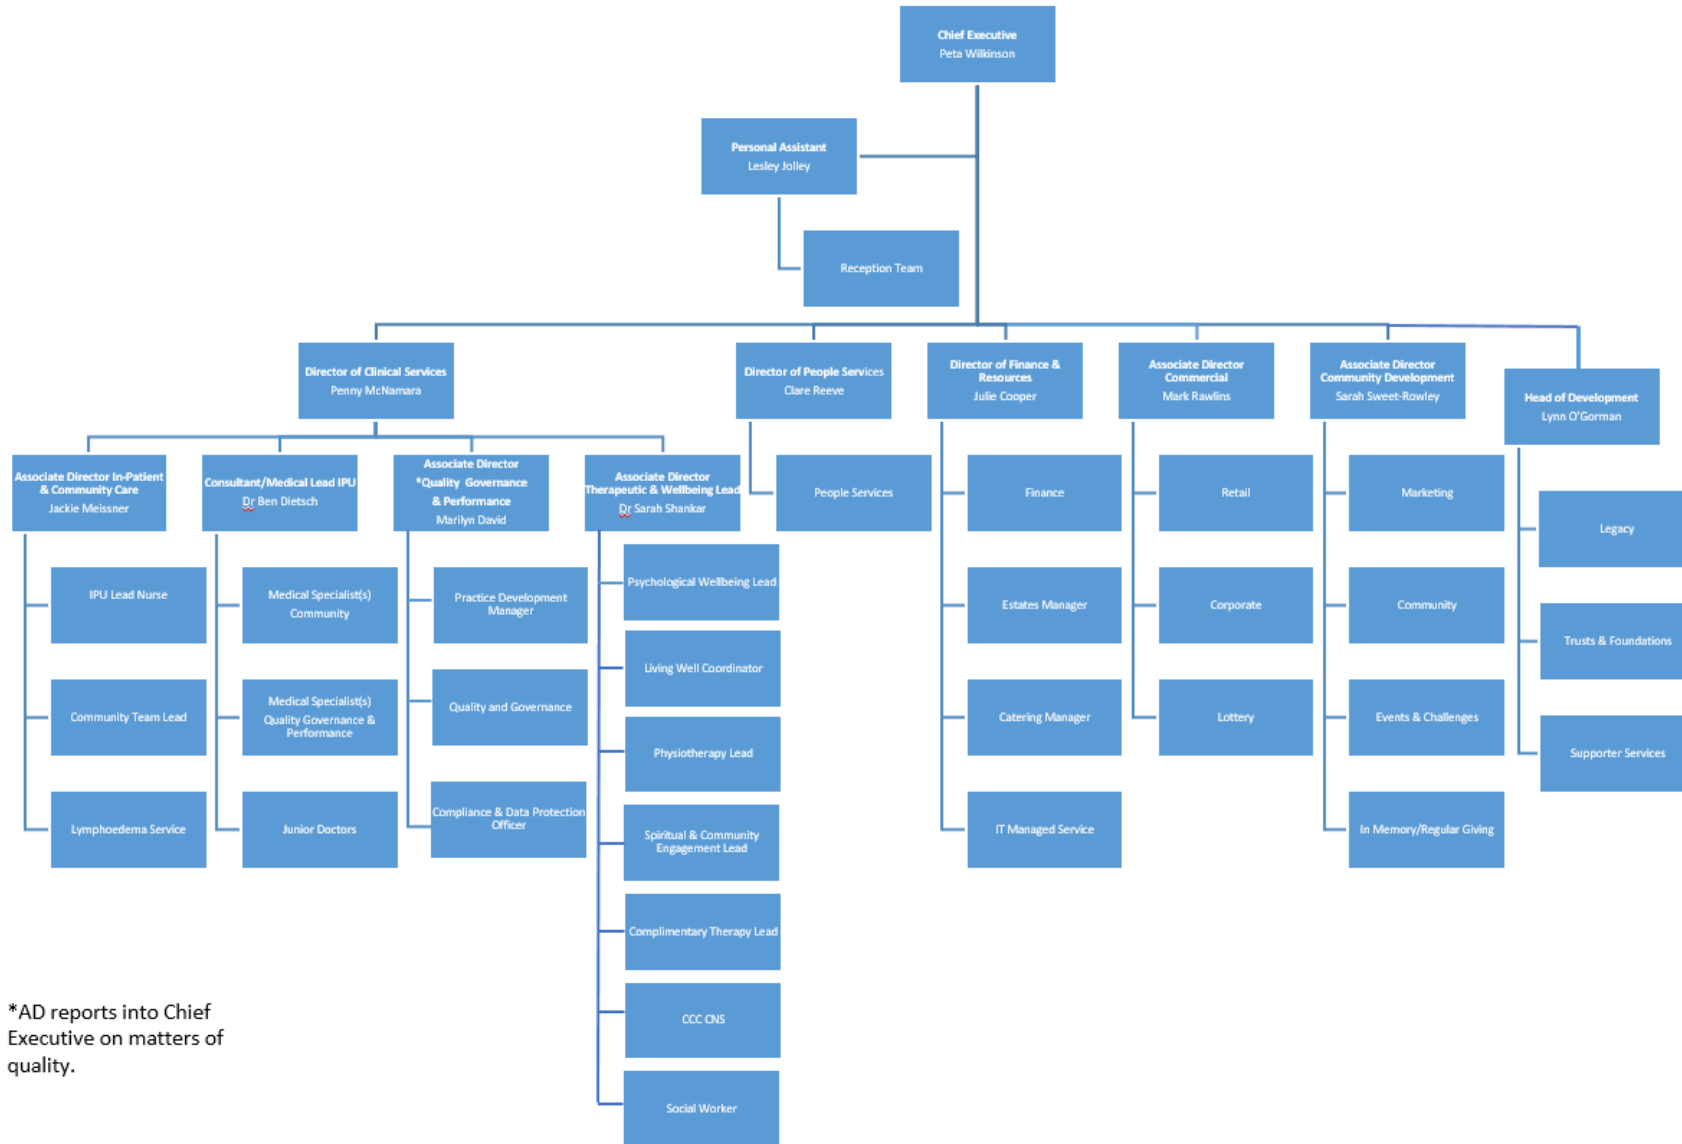 Chief Executive
Peta Wilkinson
Personal Assistant
Lesley Jolley
Reception Team
Director of Clinical Services
Penny McNamara
Director of People Services
Clare Reeve
Director of Finance &
Resources
Julie Cooper
Associate Director
Commercial
Mark Rawlins
Associate Director
Community Development
Sarah Sweet-Rowley
Head of Development
Lynn O'Gorman
Associate Director In-Patient
& Community Care
Jackie Meissner
Consultant/Medical Lead IPU
Dr Ben Dietsch
Associate Director
*Quality Governance
& Performance
Marilyn David
Associate Director
Therapeutic & Wellbeing Lead
Dr Sarah Shankar
People Services
Finance
Retail
Marketing
Legacy
IPU Lead Nurse
Medical Specialist(s)
Community
Practice Development
Manager
Psychological Wellbeing Lead
Estates Manager
Corporate
Community
Trusts & Foundations
Living Well Coordinator
Community Team Lead
Medical Specialist(s)
Quality Governance &
Performance
Quality and Governance
Physiotherapy Lead
Catering Manager
Lottery
Events & Challenges
Supporter Services
Lymphoedema Service
Junior Doctors
Compliance & Data Protection
Officer
Spiritual & Community
Engagement Lead
IT Managed Service
In Memory/Regular Giving
Complimentary Therapy Lead
CCC CNS
Social Worker
*AD reports into Chief
Executive on matters of
quality.